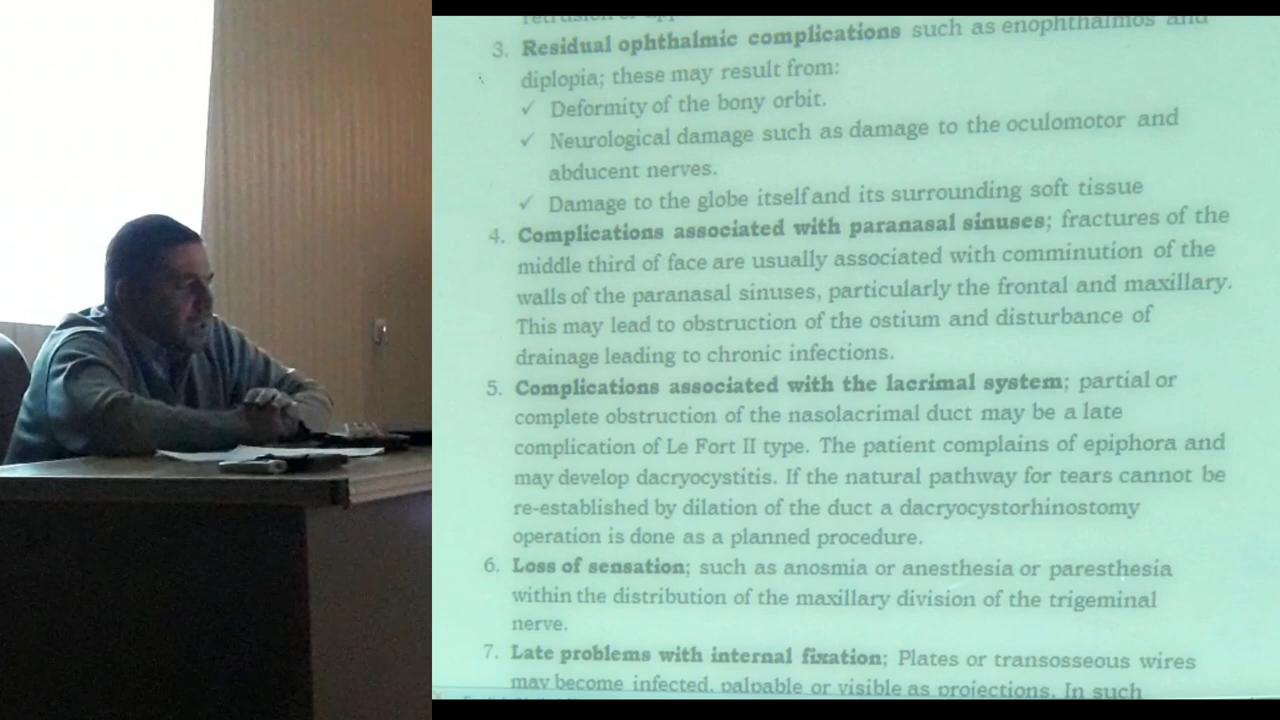 3. Residual ophthalmic complications such as enophthalmos and
diplopia; these may result from:
✓ Deformity of the bony orbit.
✓ Neurological damage such as damage to the oculomotor and
abducent nerves.
✓ Damage to the globe itself and its surrounding soft tissue
4. Complications associated with paranasal sinuses; fractures of the
middle third of face are usually associated with comminution of the
walls of the paranasal sinuses, particularly the frontal and maxillary.
This may lead to obstruction of the ostium and disturbance of
drainage leading to chronic infections.
5. Complications associated with the lacrimal system; partial or
complete obstruction of the nasolacrimal duct may be a late
complication of Le Fort II type. The patient complains of epiphora and
may develop dacryocystitis. If the natural pathway for tears cannot be
re-established by dilation of the duct a dacryocystorhinostomy
operation is done as a planned procedure.
6. Loss of sensation; such as anosmia or anesthesia or paresthesia
within the distribution of the maxillary division of the trigeminal
nerve.
7. Late problems with internal fixation; Plates or transosseous wires
may become infected, palpable or visible as projections. In such